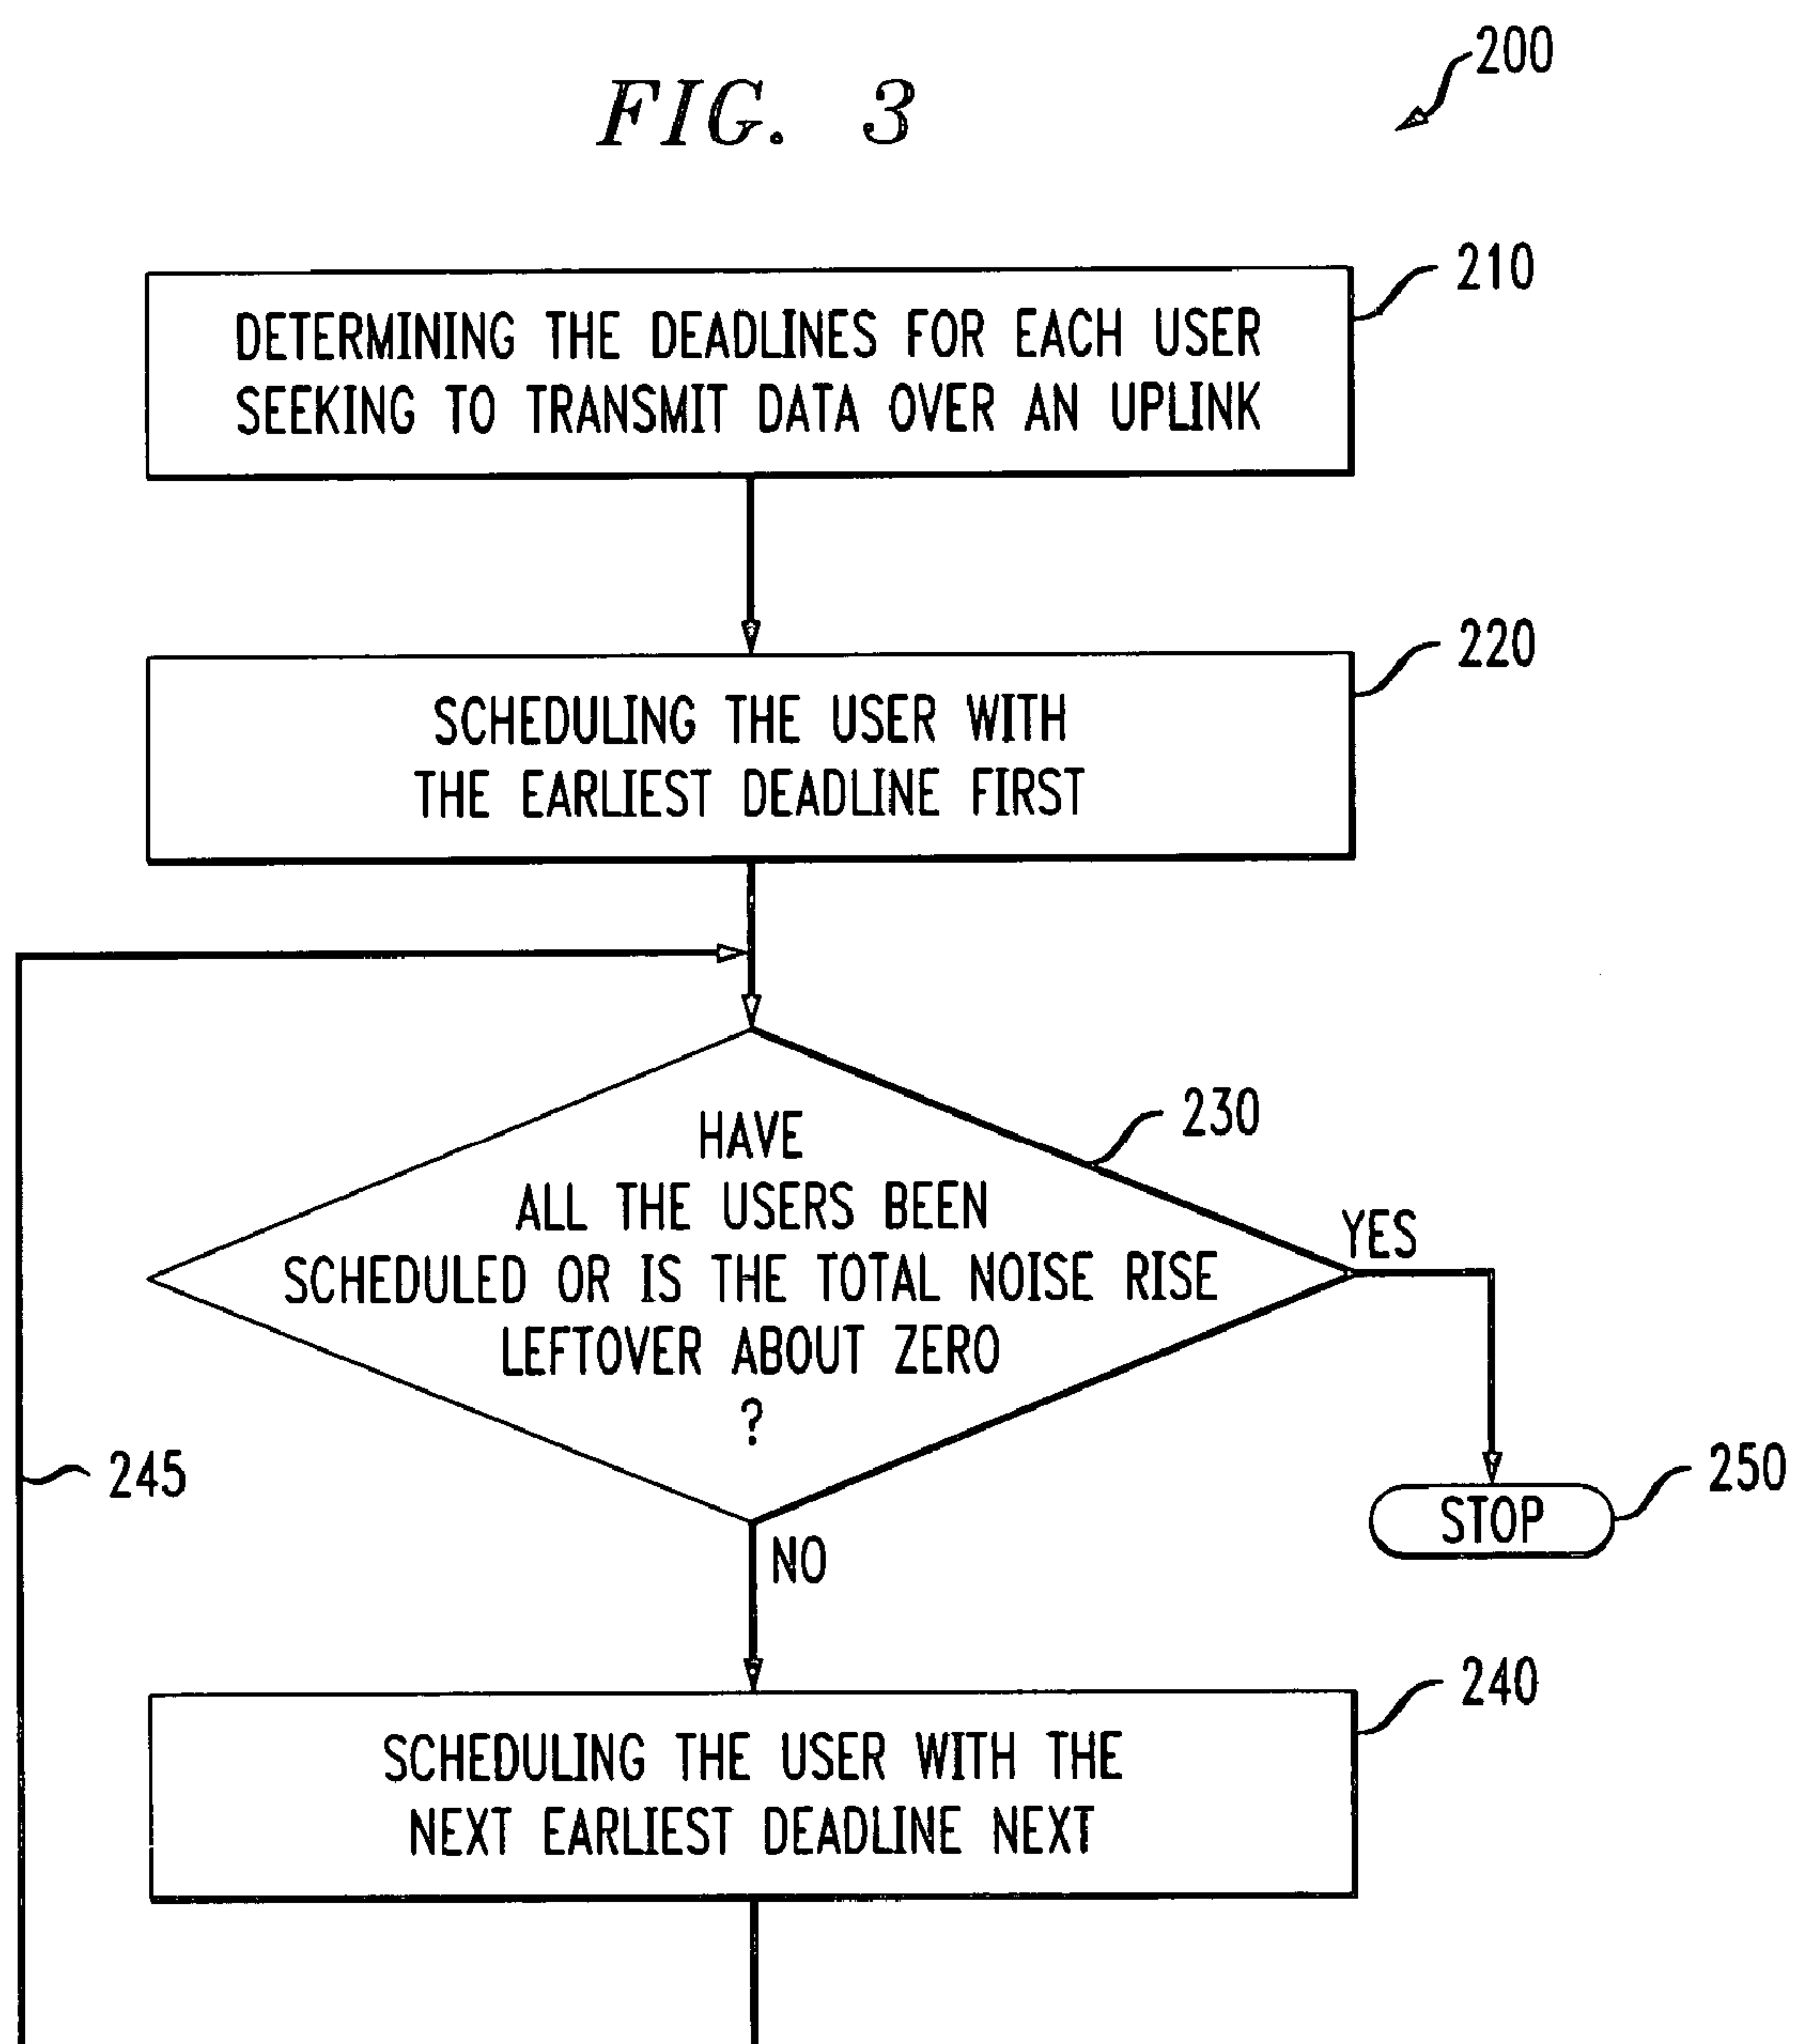 FIG. 3
200
210
DETERMINING THE DEADLINES FOR EACH USER
SEEKING TO TRANSMIT DATA OVER AN UPLINK
220
SCHEDULING THE USER WITH
THE EARLIEST DEADLINE FIRST
230
HAVE
ALL THE USERS BEEN
SCHEDULED OR IS THE TOTAL NOISE RISE
LEFTOVER ABOUT ZERO
?
YES
245
250
STOP
NO
240
SCHEDULING THE USER WITH THE
NEXT EARLIEST DEADLINE NEXT